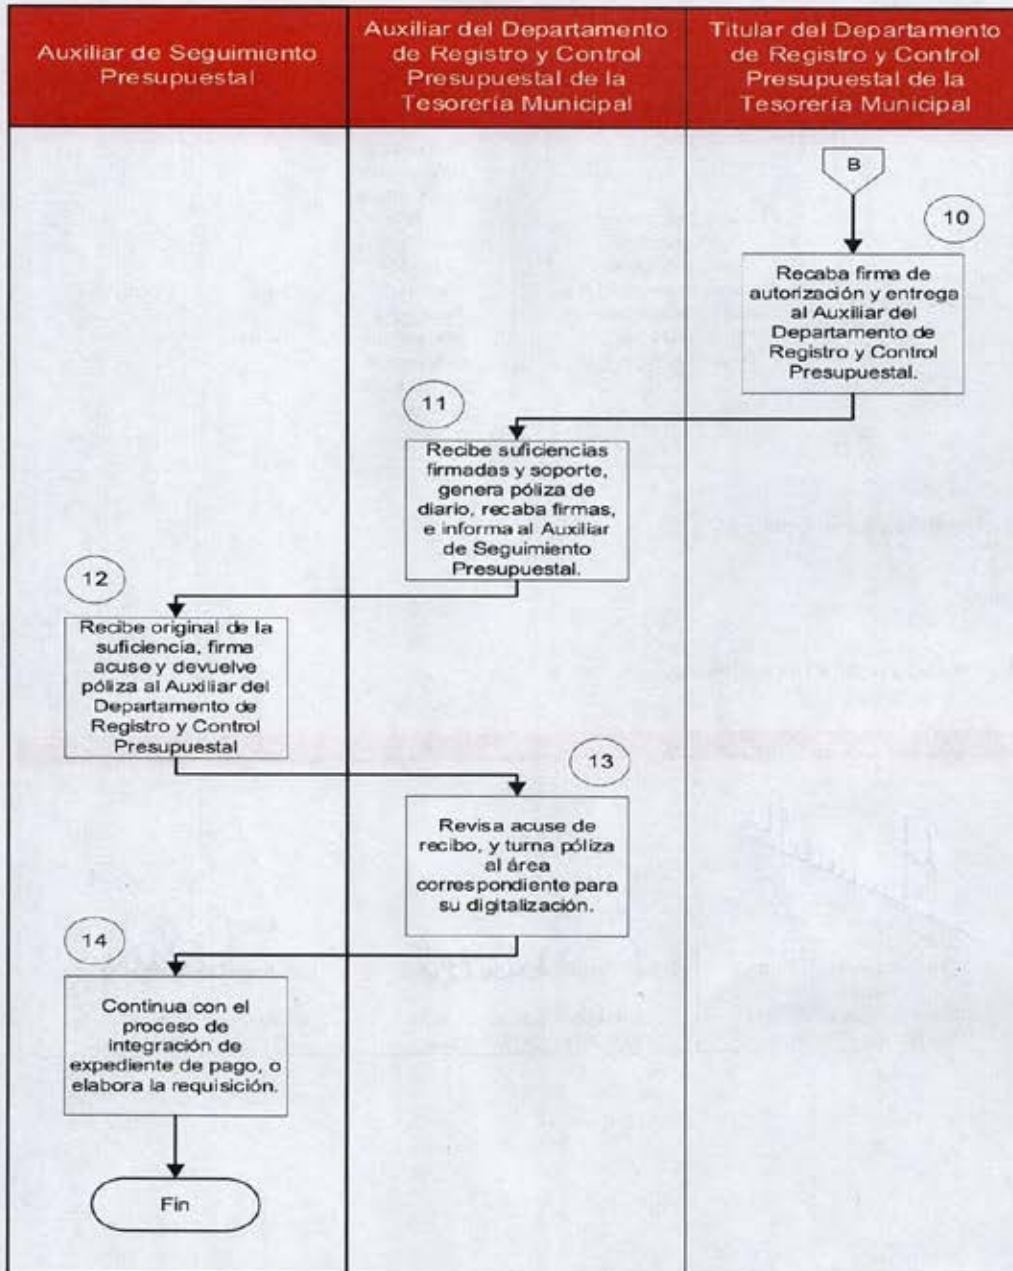 Auxiliar de Seguimiento
Presupuestal
Auxiliar del Departamento
de Registro y Control
Presupuestal de la
Tesorería Municipal
Titular del Departamento
de Registro y Control
Presupuestal de la
Tesorería Municipal
B
10
Recaba firma de
autorización y entrega
al Auxiliar del
Departamento de
Registro y Control
Presupuestal.
11
Recibe suficiencias
firmadas y soporte,
genera póliza de
diario, recaba firmas,
e informa al Auxiliar
de Seguimiento
Presupuestal.
12
Recibe original de la
suficiencia, firma
acuse y devuelve
póliza al Auxiliar del
Departamento de
Registro y Control
Presupuestal
13
Revisa acuse de
recibo, y turna póliza
al área
correspondiente para
su digitalización.
14
Continua con el
proceso de
integración de
expediente de pago, o
elabora la requisición.
Fin